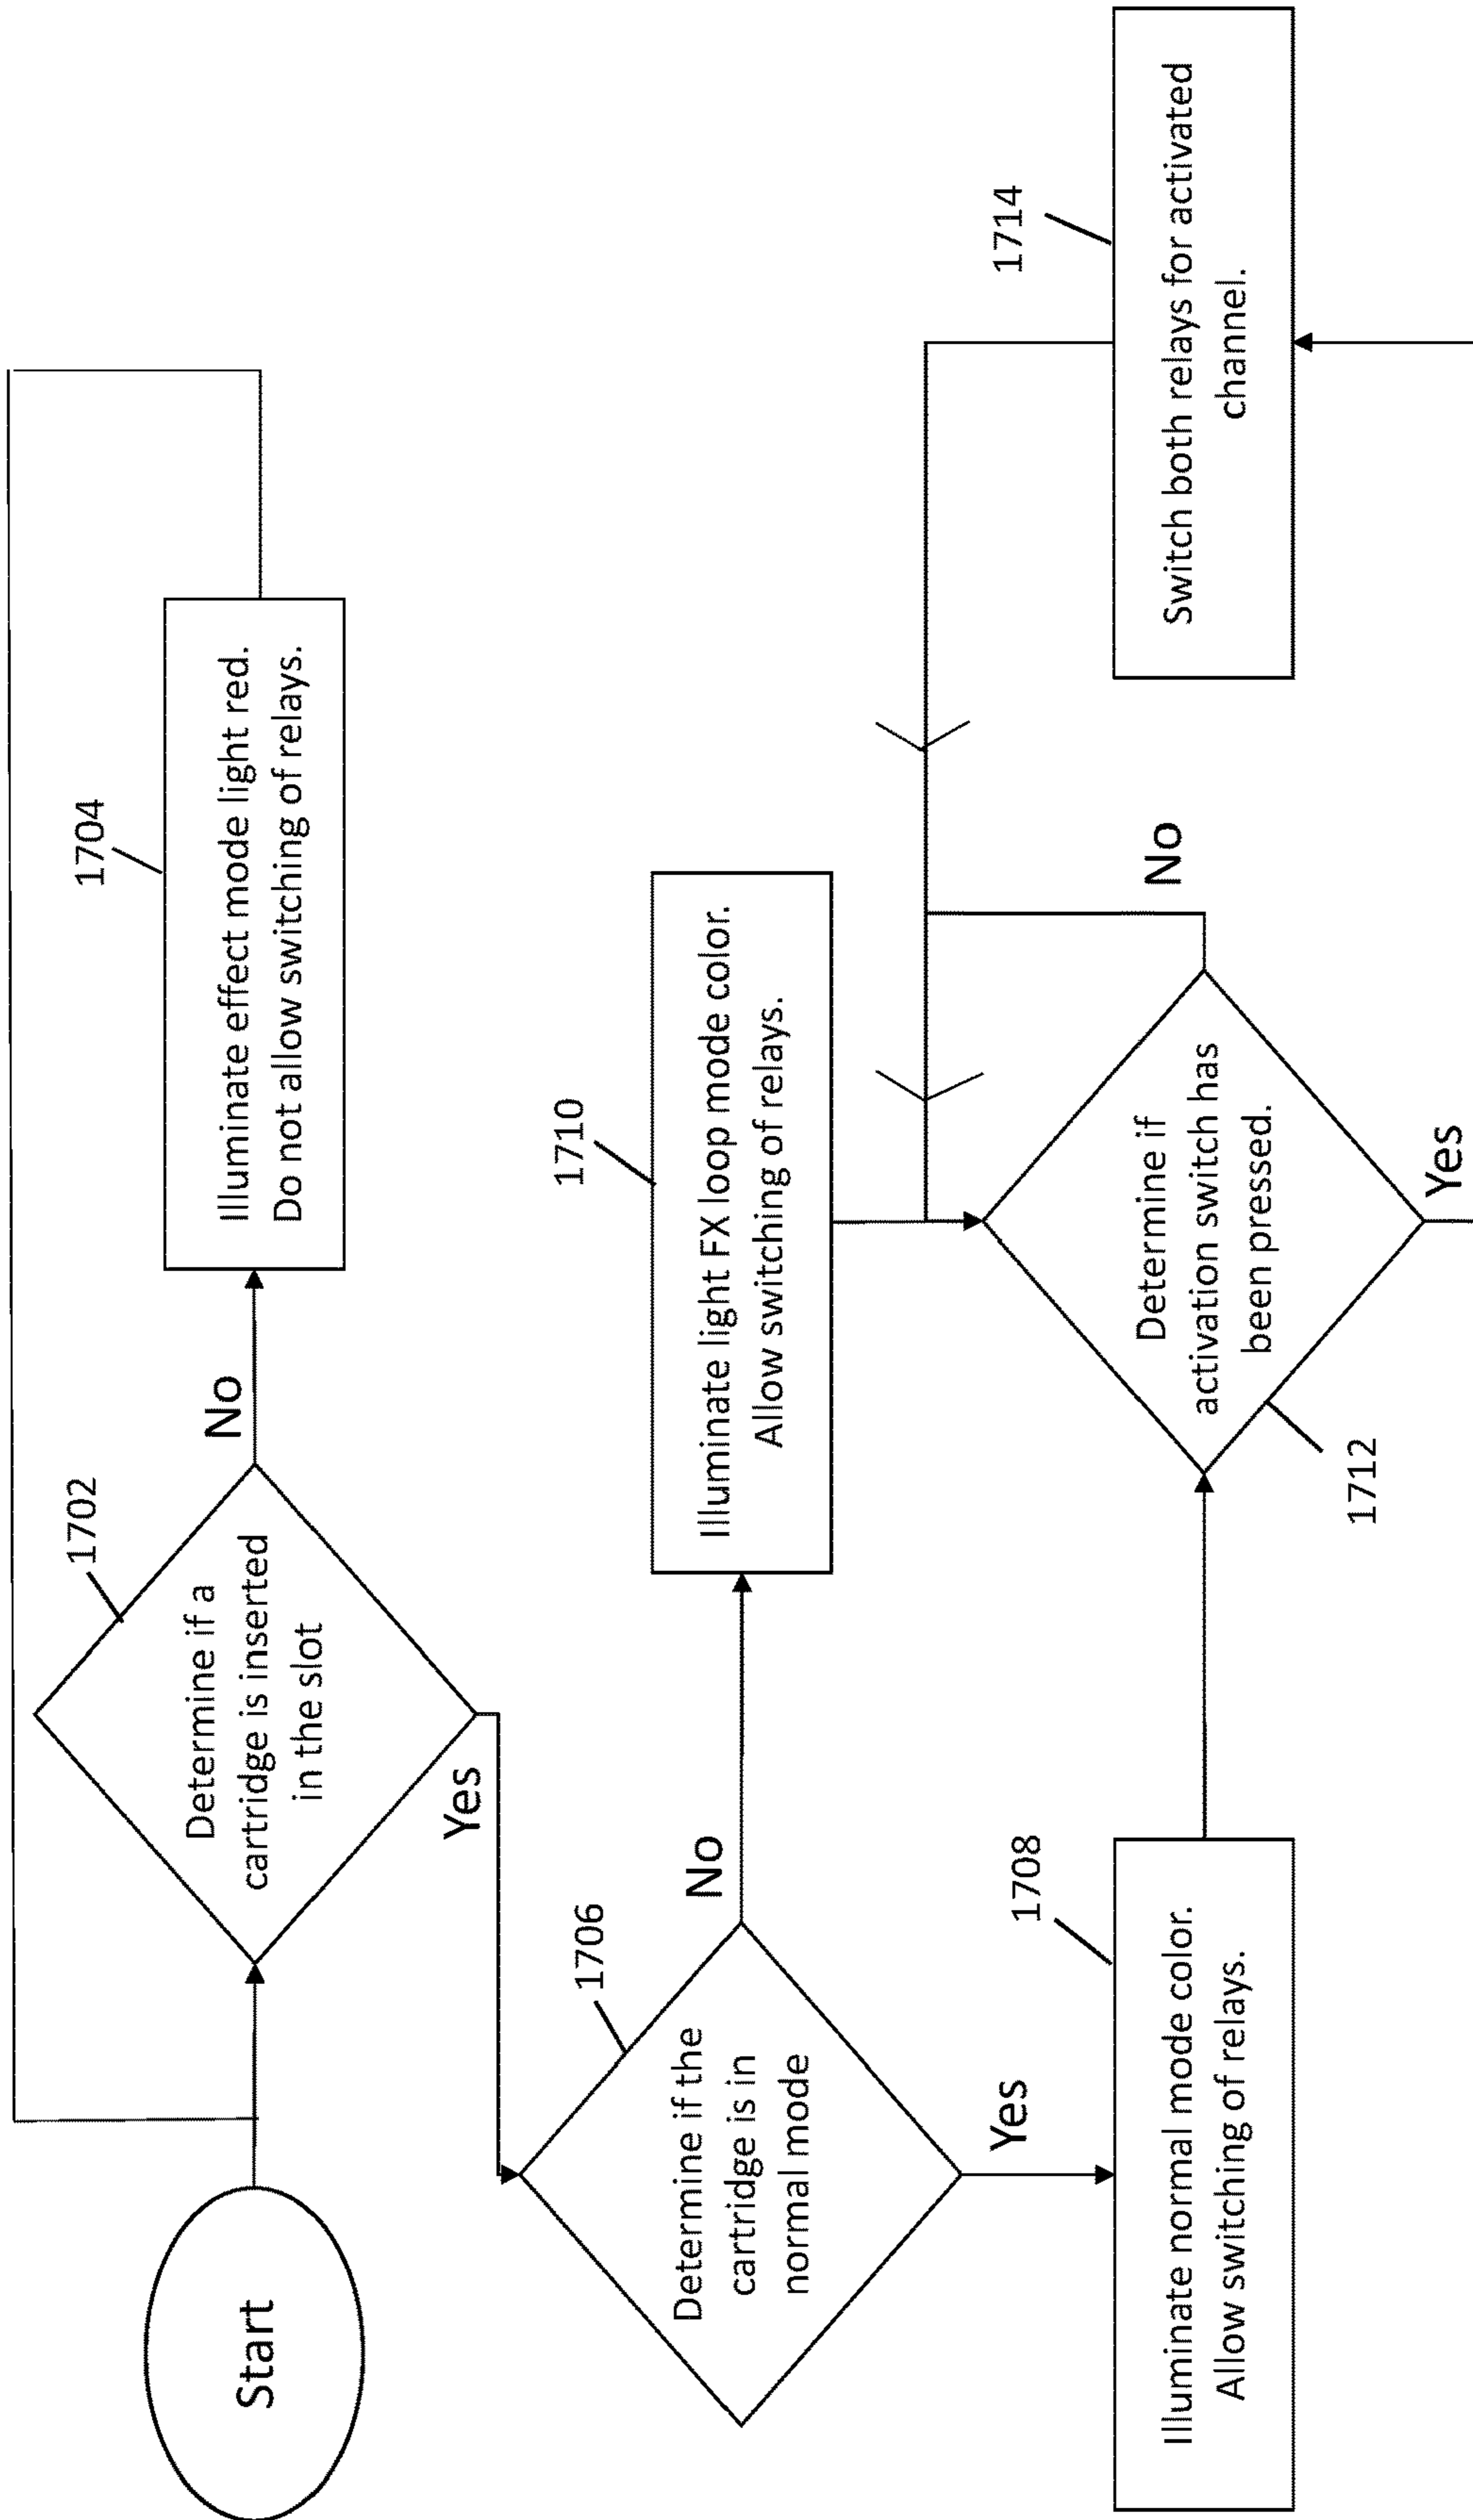 Start
1702
Determine if a
cartridge is inserted
in the slot
No
Yes
1704
Illuminate effect mode light red.
Do not allow switching of relays.
1706
Determine if the
cartridge is in
normal mode
No
Yes
1710
Illuminate light FX loop mode color.
Allow switching of relays.
1708
Illuminate normal mode color.
Allow switching of relays.
1712
Determine if
activation switch has
been pressed.
No
Yes
1714
Switch both relays for activated
channel.